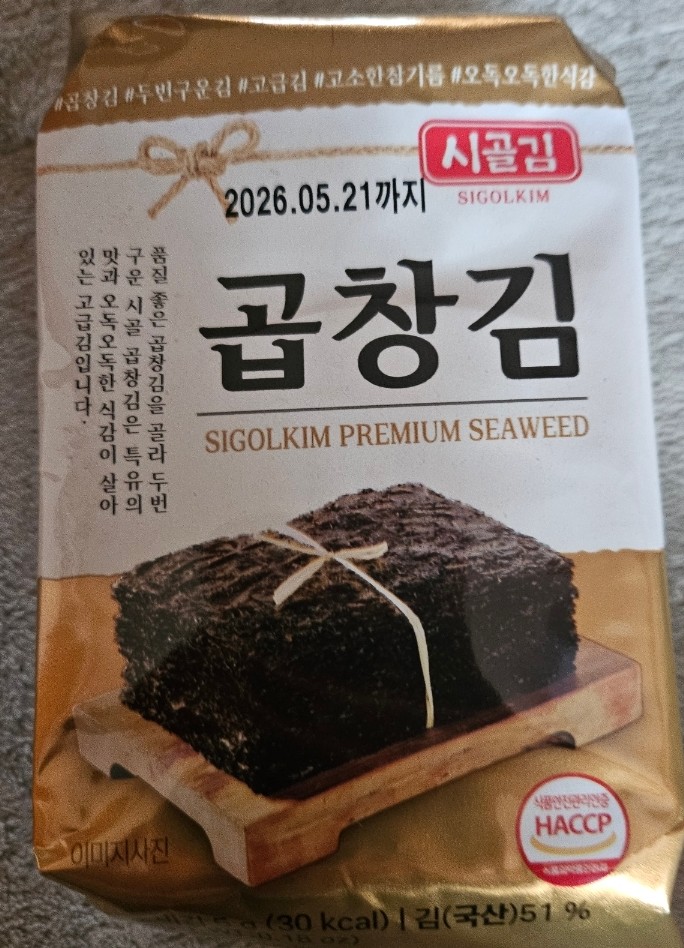 #곱창김 #두번구운김 #고급김 #고소한참기름 #오독오독한식감
시골김
SIGOLKIM
2026.05.21까지
곱창김
SIGOLKIM PREMIUM SEAWEED
품질 좋은 곱창김을 골라 두번
구운 시골 곱창김은 특유의
맛과 오독오독한 식감이 살아
있는 고급김입니다.
식품안전관리인증
HACCP
이미지사진
(30 kcal) | 김(국산)51 %